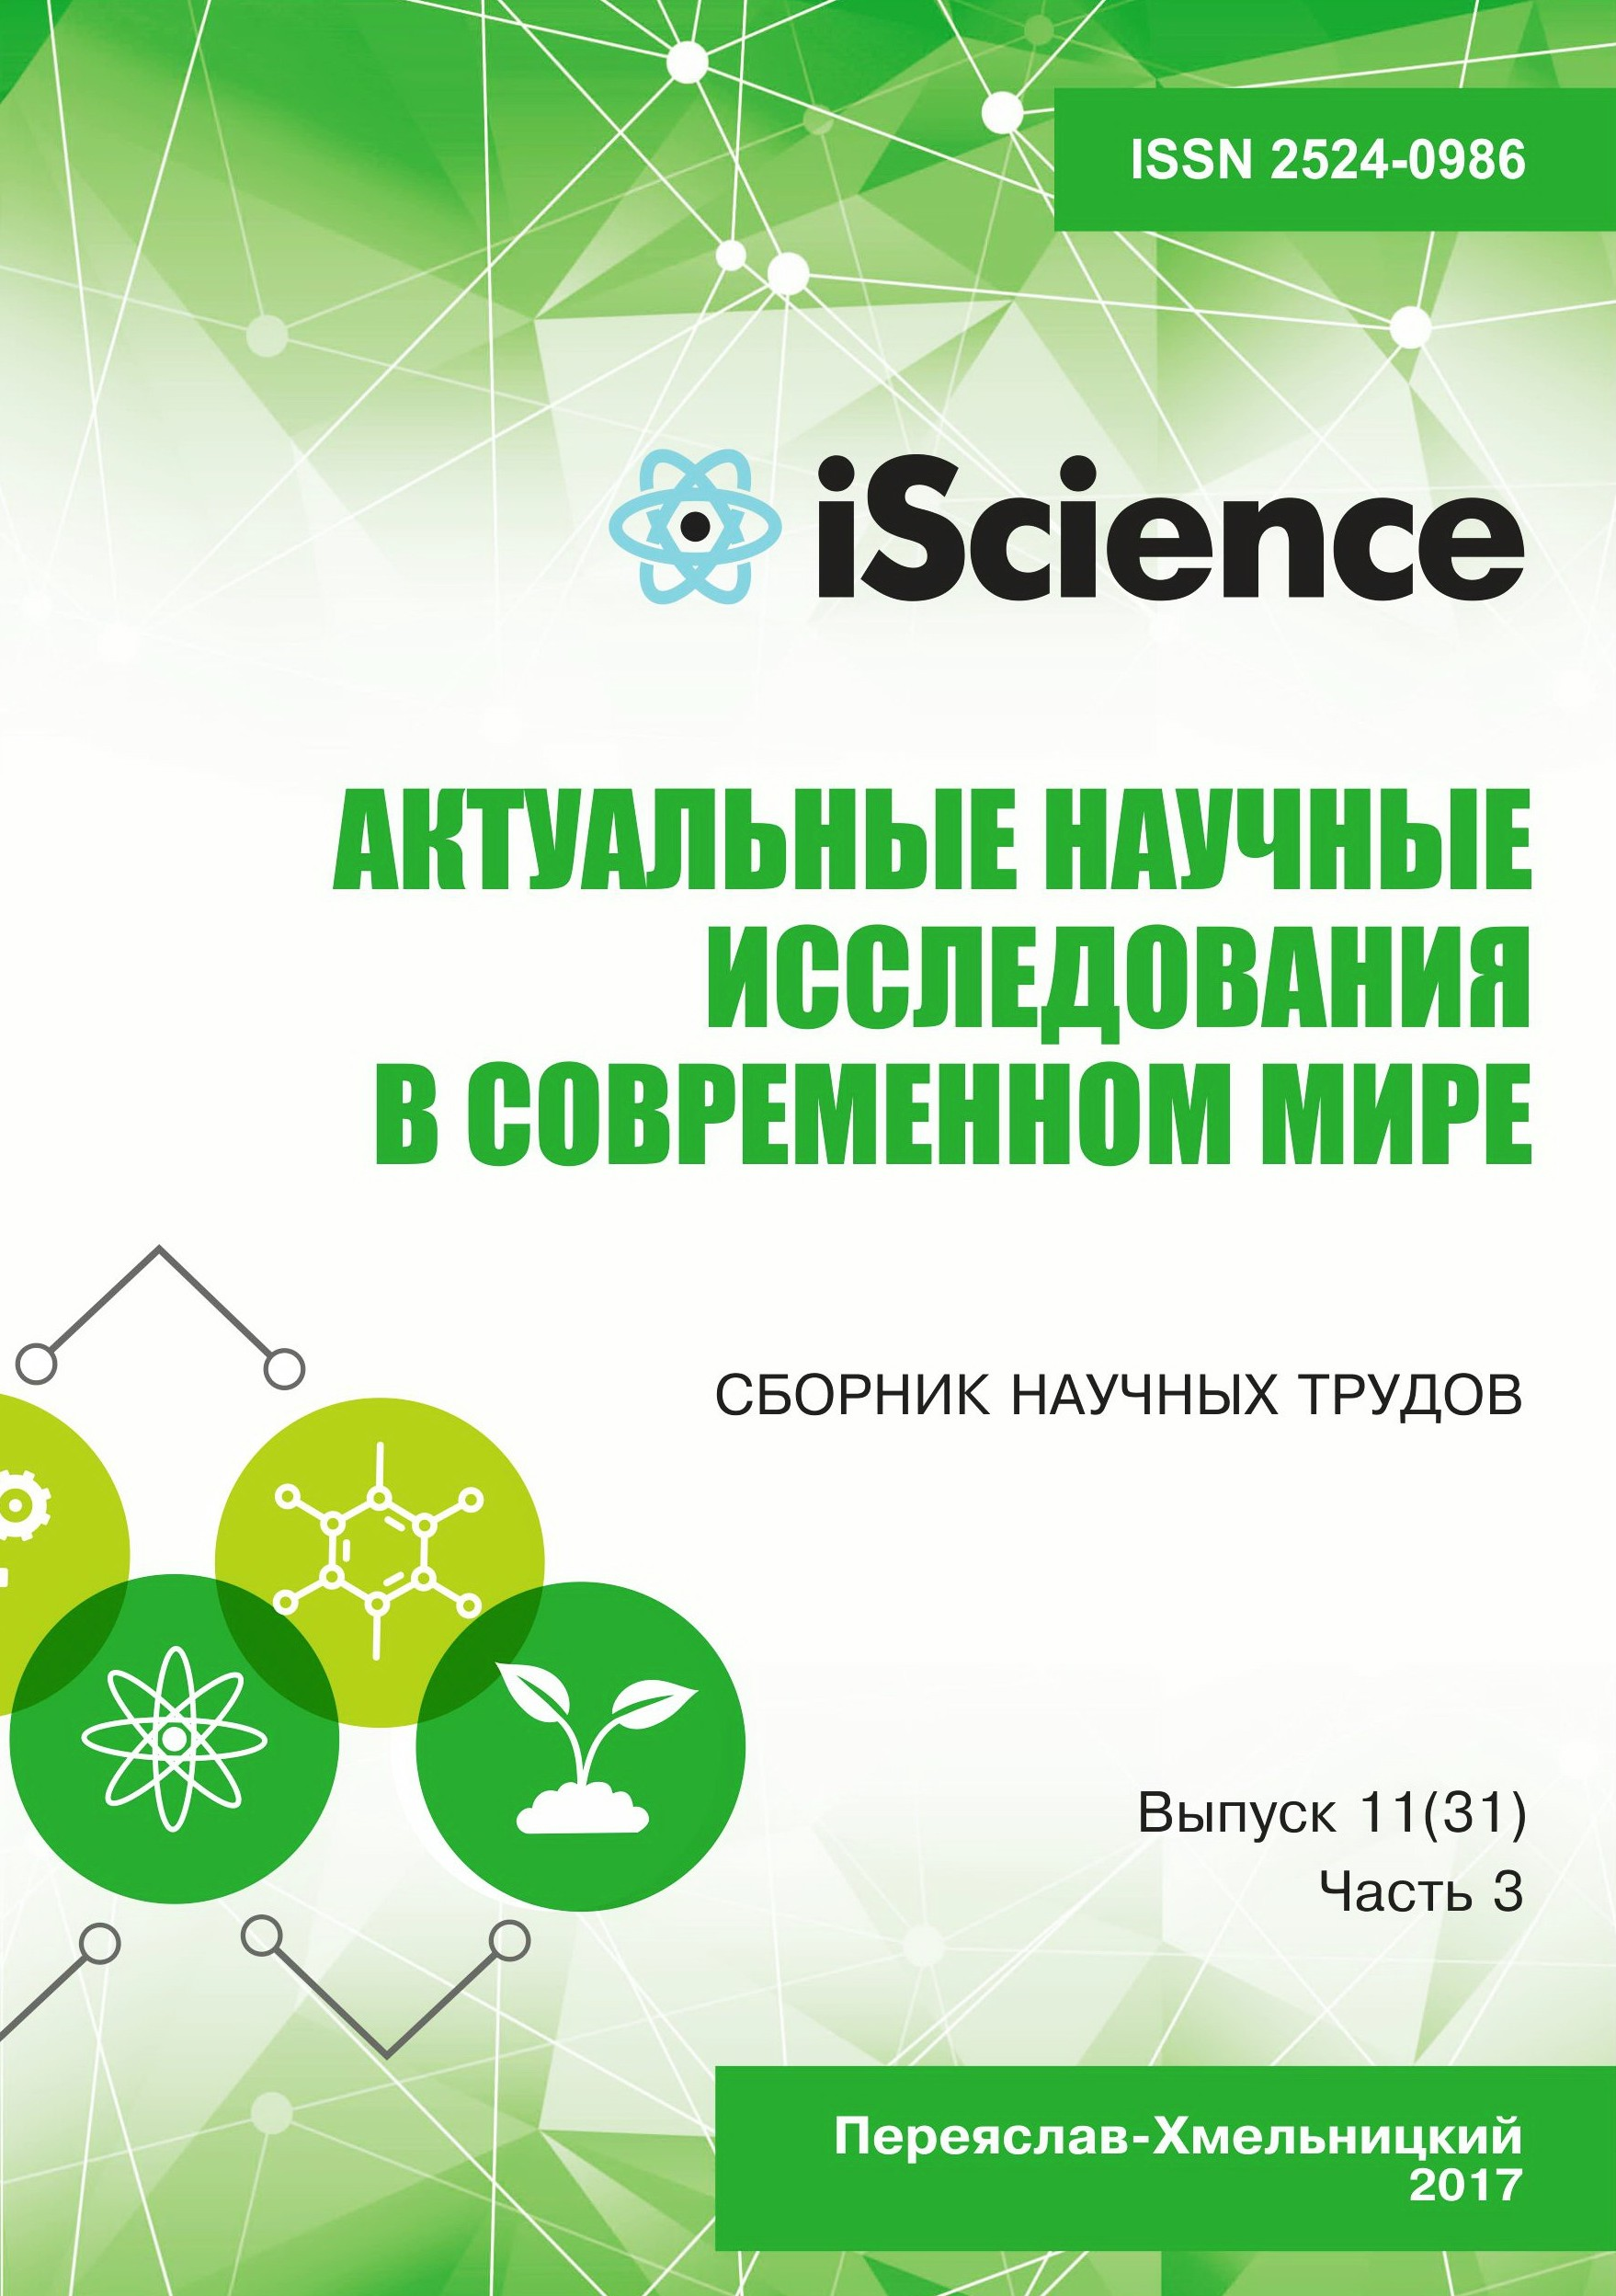 ISSN 2524-0986
iScience
АКТУАЛЬНЫЕ НАУЧНЫЕ
ИССЛЕДОВАНИЯ
В СОВРЕМЕННОМ МИРЕ
СБОРНИК НАУЧНЫХ ТРУДОВ
Выпуск 11(31)
Часть 3
Переяслав-Хмельницкий
2017